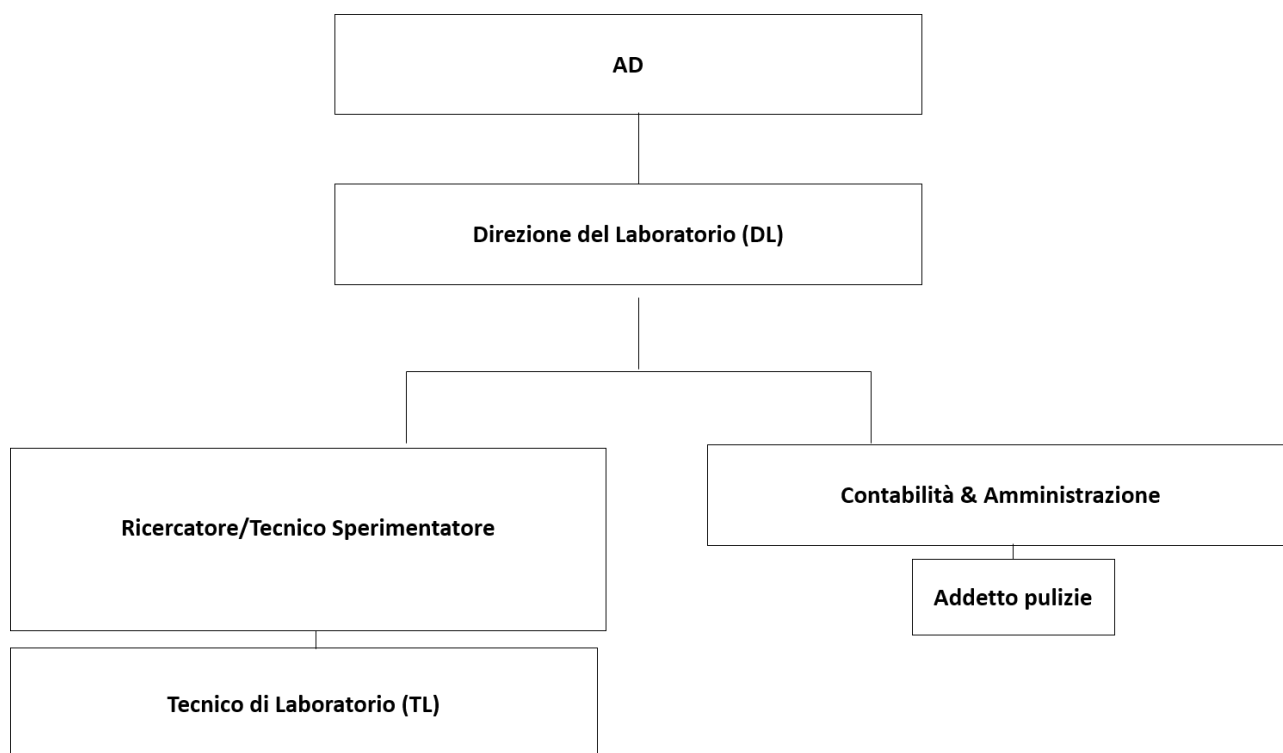 AD
Direzione del Laboratorio (DL)
Ricercatore/Tecnico Sperimentatore
Contabilità & Amministrazione
Addetto pulizie
Tecnico di Laboratorio (TL)